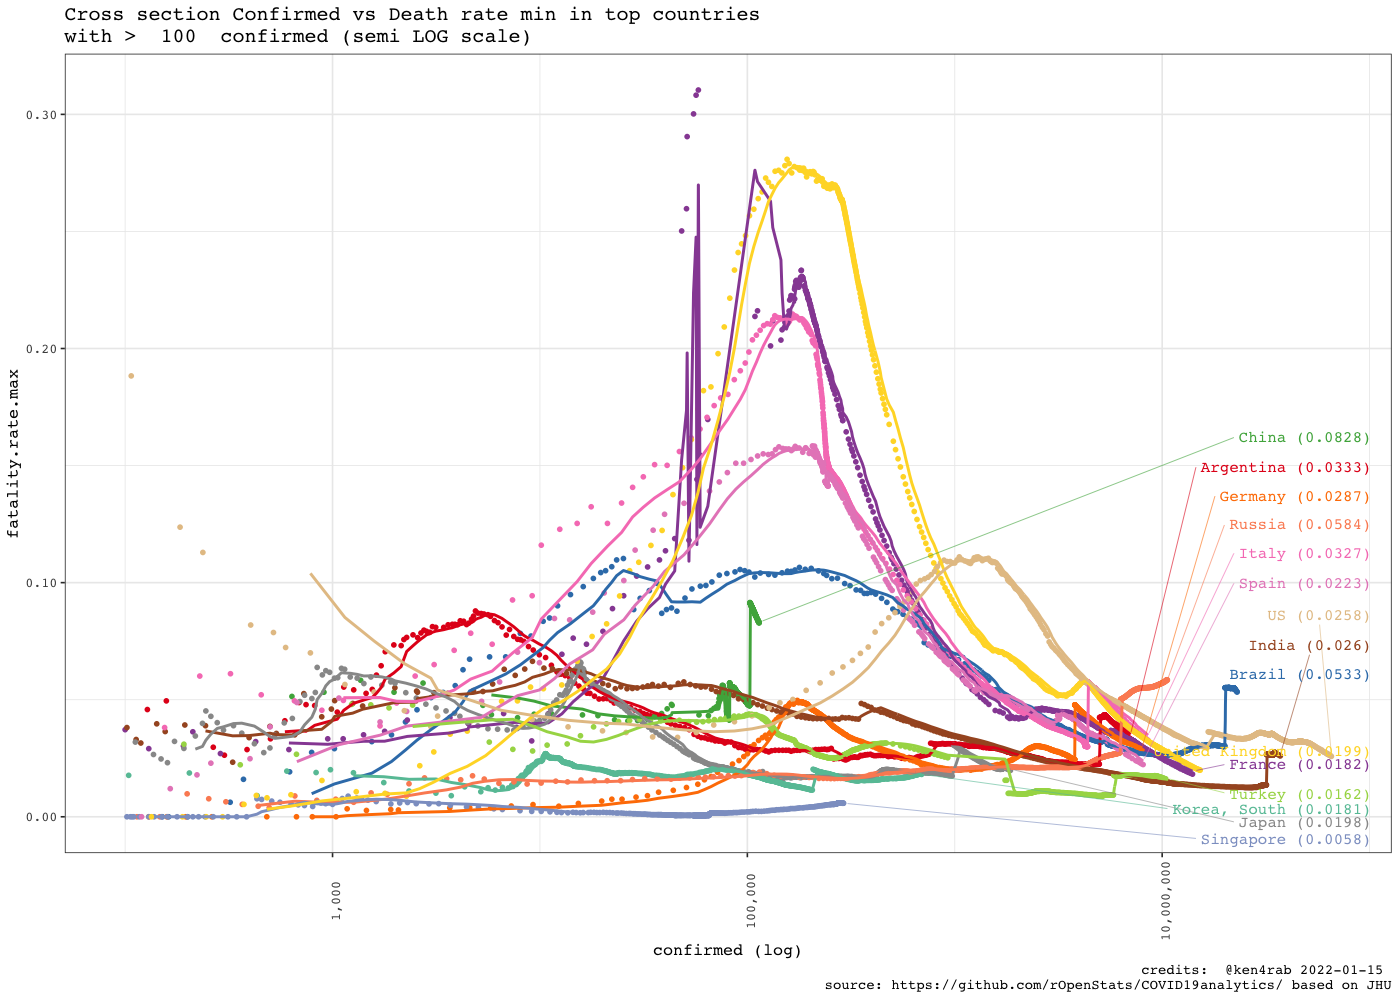 Cross section Confirmed vs Death rate min in top countries
with >  100  confirmed (semi LOG scale)
fatality.rate.max
0.30
0.20
0.10
0.00
China (0.0828)
Argentina (0.0333)
Germany (0.0287)
Russia (0.0584)
Italy (0.0327)
Spain (0.0223)
US (0.0258)
India (0.026)
Brazil (0.0533)
United Kingdom (0.0199)
France (0.0182)
Turkey (0.0162)
Korea, South (0.0181)
Japan (0.0198)
Singapore (0.0058)
1,000
100,000
10,000,000
confirmed (log)
credits:  @ken4rab 2022-01-15
source: https://github.com/rOpenStats/COVID19analytics/ based on JHU